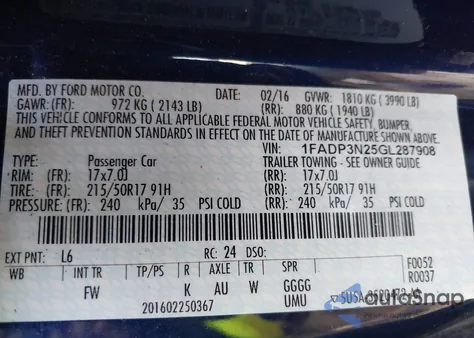 MFD. BY FORD MOTOR CO. DATE: 02/16 GVWR: 1810 KG ( 3990 LB)
GAWR: (FR): 972 KG ( 2143 LB) (RR): 880 KG ( 1940 LB)
THIS VEHICLE CONFORMS TO ALL APPLICABLE FEDERAL MOTOR VEHICLE SAFETY, BUMPER,
AND THEFT PREVENTION STANDARDS IN EFFECT ON THE DATE OF MANUFACTURE SHOWN ABOVE.
VIN: 1FADP3N25GL287908
TYPE: Passenger Car TRAILER TOWING - SEE OWNER GUIDE
RIM: (FR): 17x7.0J (RR): 17x7.0J
TIRE: (FR): 215/50R17 91H (RR): 215/50R17 91H
PRESSURE: (FR): 240 kPa/ 35 PSI COLD (RR): 240 kPa/ 35 PSI COLD
EXT PNT: L6 RC: 24 DSO: F0052
WB INT TR TP/PS R AXLE TR SPR R0037
FW K AU W GGGG
201602250367 UMU
autoSnap